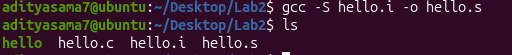 adityasama7@ubuntu:~/Desktop/Lab2$ gcc -S hello.i -o hello.s
adityasama7@ubuntu:~/Desktop/Lab2$ ls
hello hello.c hello.i hello.s